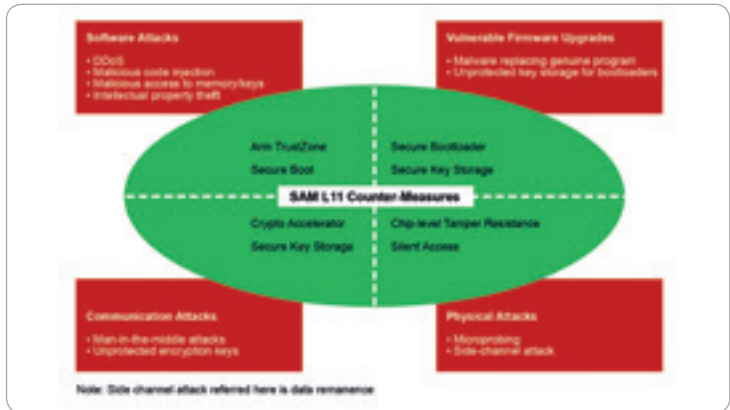 Software Attacks
• DDoS
• Malicious code injection
• Malicious access to memory/keys
• Intellectual property theft
Vulnerable Firmware Upgrades
• Malware replacing genuine program
• Unprotected key storage for bootloaders
Arm TrustZone
Secure Boot
Secure Bootloader
Secure Key Storage
SAM L11 Counter-Measures
Crypto Accelerator
Secure Key Storage
Chip-level Tamper Resistance
Silent Access
Communication Attacks
• Man-in-the-middle attacks
• Unprotected encryption keys
Physical Attacks
• Microprobing
• Side-channel attack
Note: Side channel attack referred here is data remanence